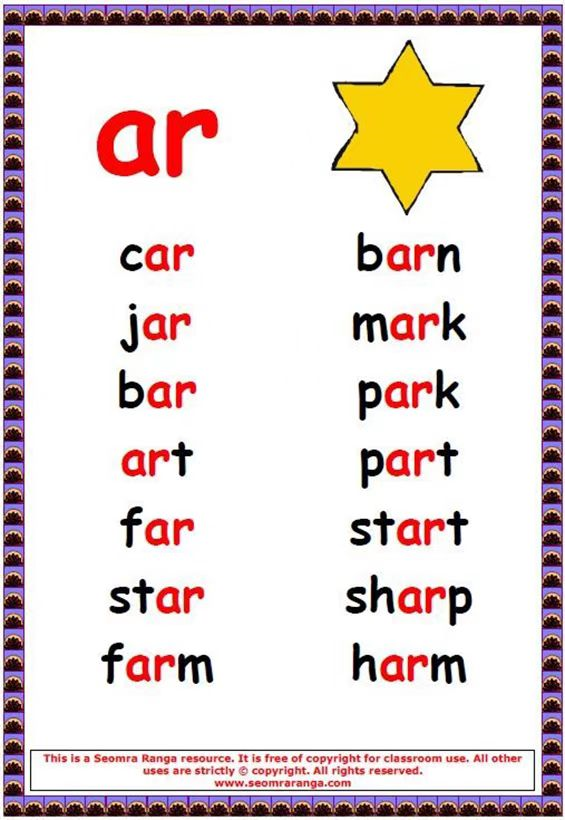 ar
car
jar
bar
art
far
star
farm
barn
mark
park
part
start
sharp
harm
This is a Seomra Ranga resource. It is free of copyright for classroom use. All other
uses are strictly © copyright. All rights reserved.
www.seomraranga.com